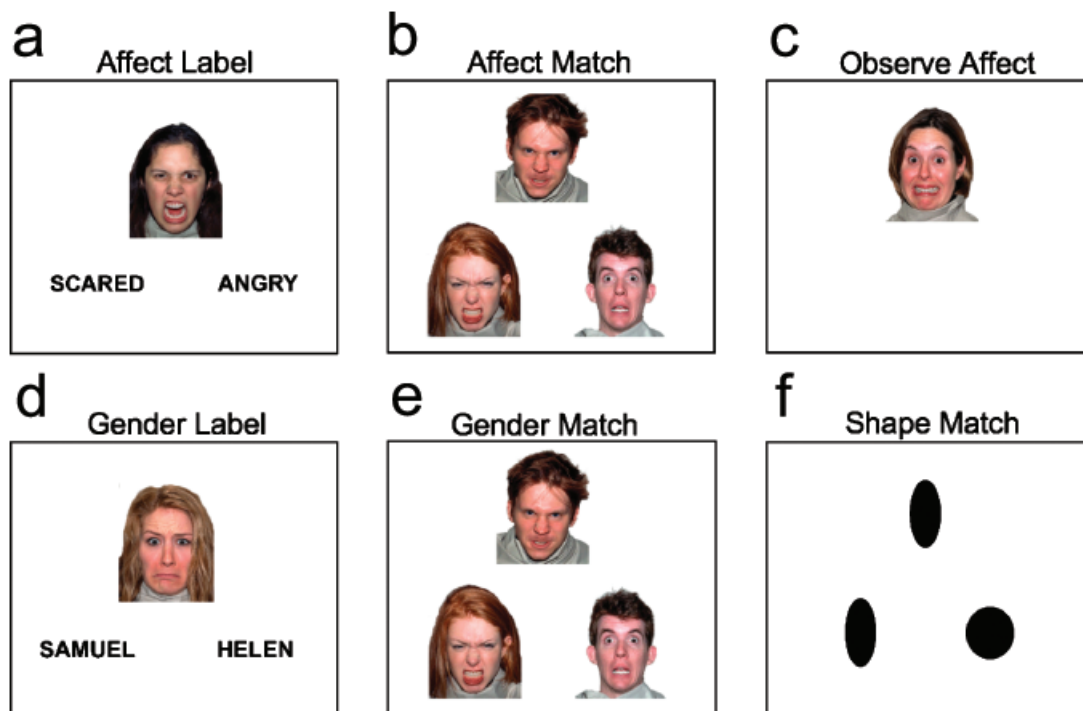 a
Affect Label
SCARED ANGRY
b
Affect Match
c
Observe Affect
d
Gender Label
SAMUEL HELEN
e
Gender Match
f
Shape Match